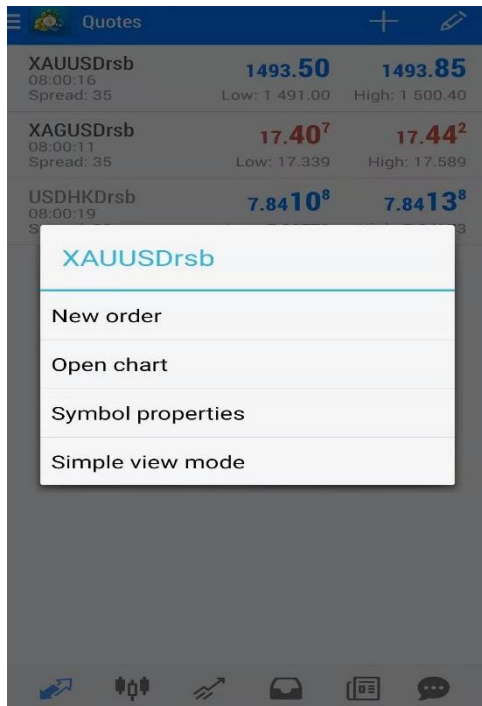 Quotes
XAUUSDrsb
08:00:16
1493.50 1493.85
Spread: 35 Low: 1 491.00 High: 1 500.40
XAGUSDrsb
08:00:11
17.40⁷ 17.44²
Spread: 35 Low: 17.339 High: 17.589
USDHKDrsb
08:00:19
7.8410⁸ 7.8413⁸
XAUUSDrsb
New order
Open chart
Symbol properties
Simple view mode